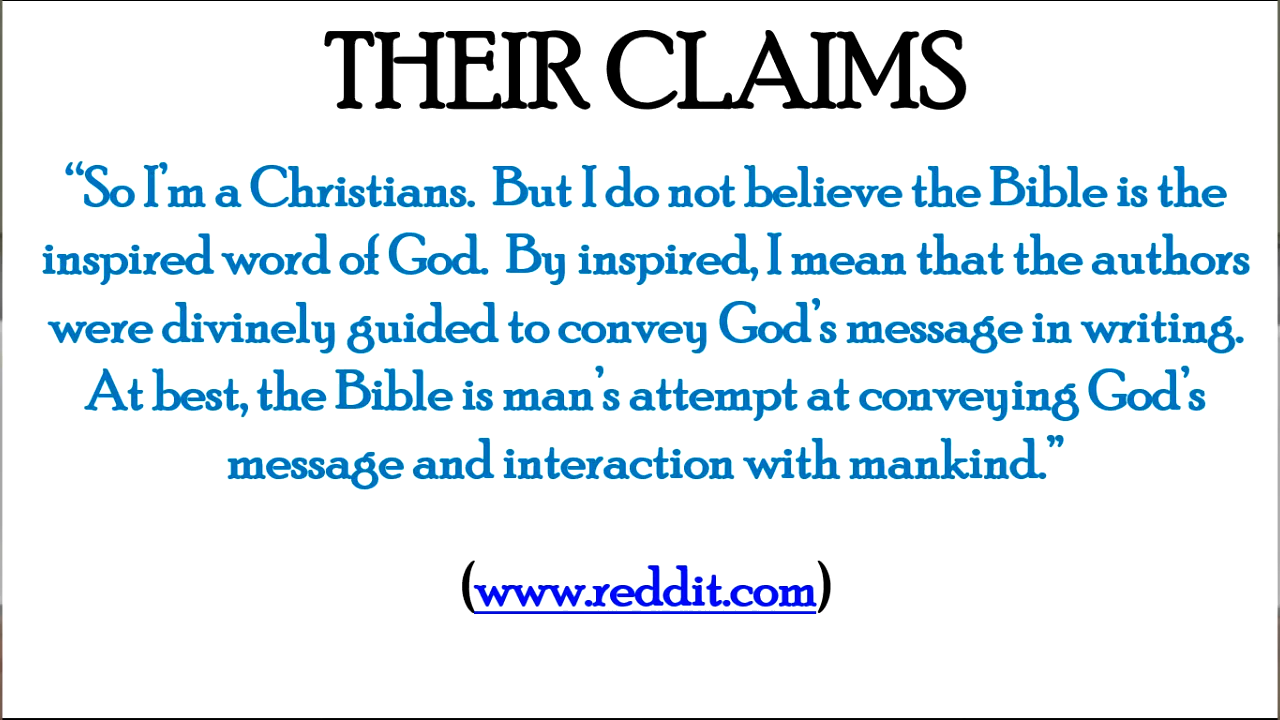 THEIR CLAIMS
“So I’m a Christians.  But I do not believe the Bible is the
inspired word of God.  By inspired, I mean that the authors
were divinely guided to convey God’s message in writing.
At best, the Bible is man’s attempt at conveying God’s
message and interaction with mankind.”
(www.reddit.com)